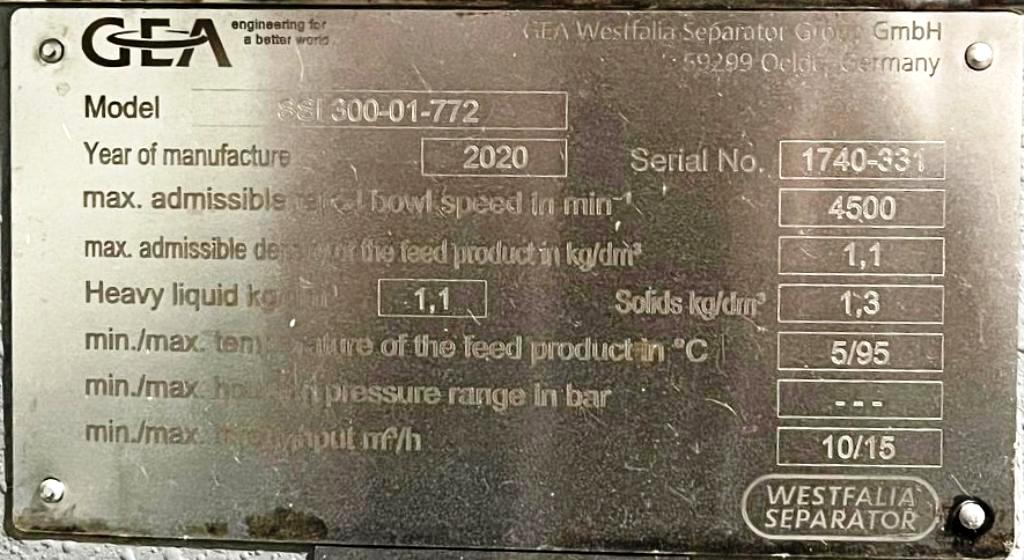 GEA engineering for
a better world
GEA Westfalia Separator Group GmbH
59299 Oelde, Germany
Model 300-01-772
Year of manufacture 2020 Serial No. 1740-331
max. admissible rated bowl speed in min⁻¹ 4500
max. admissible density of the feed product in kg/dm³ 1,1
Heavy liquid kg/dm³ 1,1 Solids kg/dm³ 1,3
min./max. temperature of the feed product in °C 5/95
min./max. pressure range in bar ---
min./max. throughput m³/h 10/15
WESTFALIA
SEPARATOR